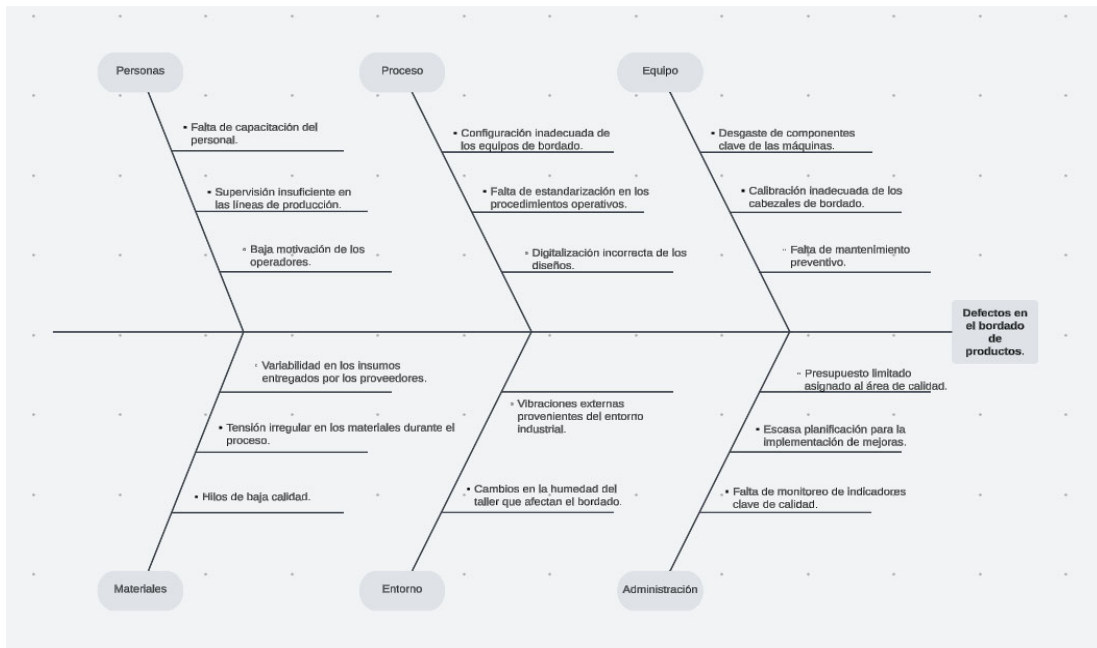 Personas
Proceso
Equipo
• Falta de capacitación del
personal.
• Supervisión insuficiente en
las líneas de producción.
• Baja motivación de los
operadores.
• Configuración inadecuada de
los equipos de bordado.
• Falta de estandarización en los
procedimientos operativos.
• Digitalización incorrecta de los
diseños.
• Desgaste de componentes
clave de las máquinas.
• Calibración inadecuada de los
cabezales de bordado.
• Falta de mantenimiento
preventivo.
Defectos en
el bordado
de
productos.
• Variabilidad en los insumos
entregados por los proveedores.
• Tensión irregular en los materiales durante el
proceso.
• Hilos de baja calidad.
• Vibraciones externas
provenientes del entorno
industrial.
• Cambios en la humedad del
taller que afectan el bordado.
• Presupuesto limitado
asignado al área de calidad.
• Escasa planificación para la
implementación de mejoras.
• Falta de monitoreo de indicadores
clave de calidad.
Materiales
Entorno
Administración